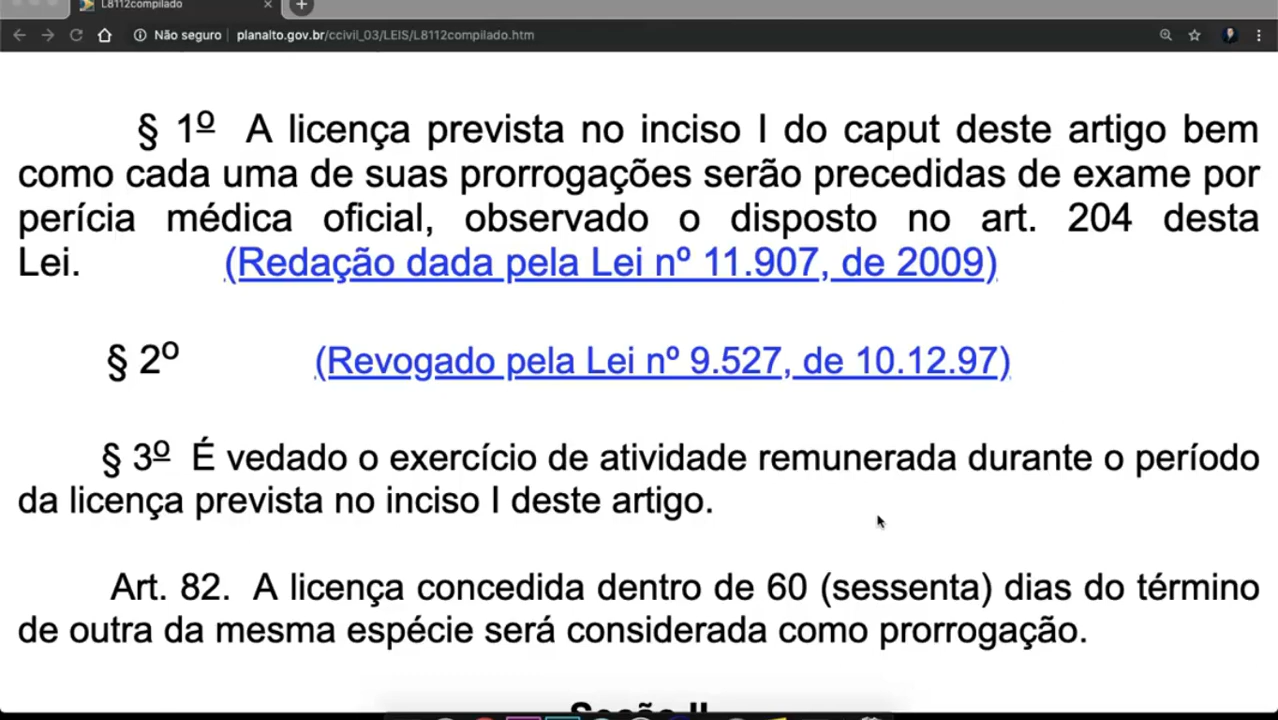 L8112compilado
Não seguro planalto.gov.br/ccivil_03/LEIS/L8112compilado.htm
§ 1º A licença prevista no inciso I do caput deste artigo bem
como cada uma de suas prorrogações serão precedidas de exame por
perícia médica oficial, observado o disposto no art. 204 desta
Lei. (Redação dada pela Lei nº 11.907, de 2009)
§ 2º (Revogado pela Lei nº 9.527, de 10.12.97)
§ 3º É vedado o exercício de atividade remunerada durante o período
da licença prevista no inciso I deste artigo.
Art. 82. A licença concedida dentro de 60 (sessenta) dias do término
de outra da mesma espécie será considerada como prorrogação.
Seção II